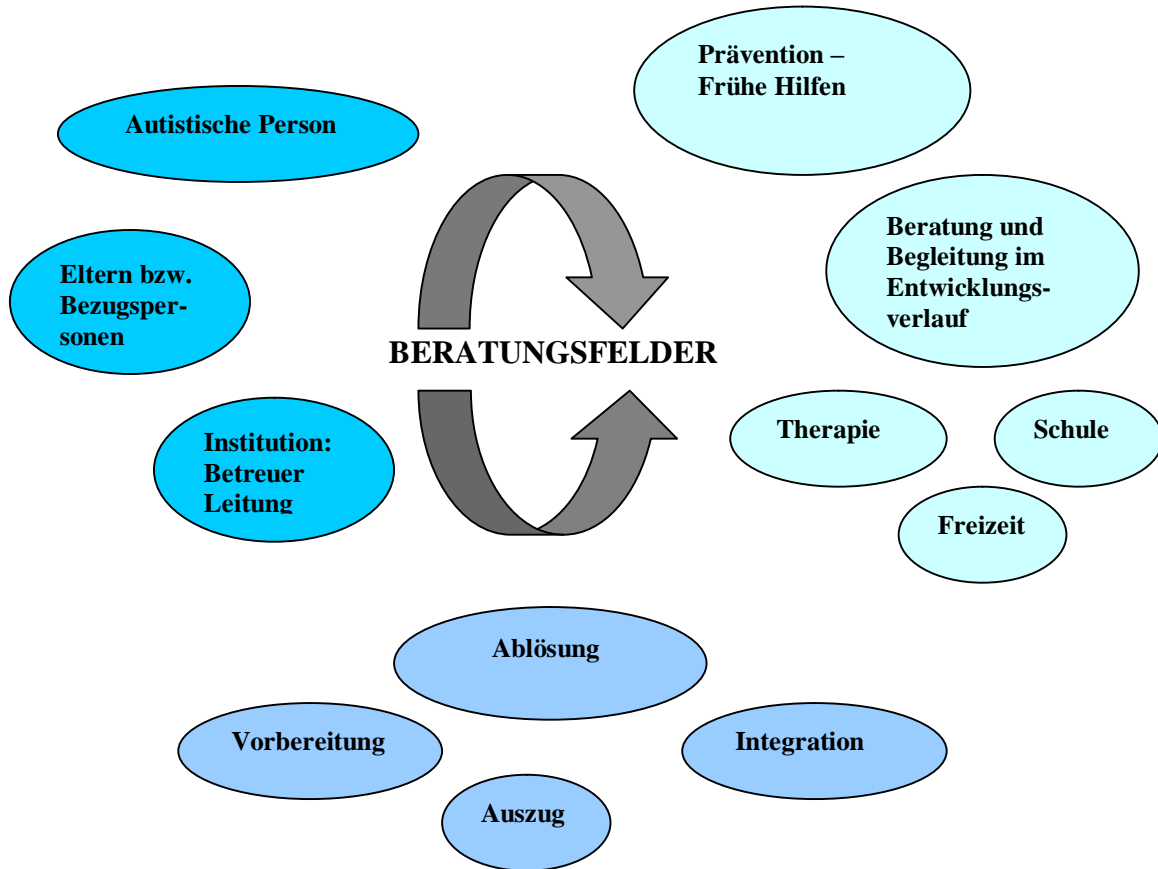 Prävention –
Frühe Hilfen
Autistische Person
Beratung und
Begleitung im
Entwicklungs-
verlauf
Eltern bzw.
Bezugsper-
sonen
BERATUNGSFELDER
Therapie
Schule
Institution:
Betreuer
Leitung
Freizeit
Ablösung
Vorbereitung
Integration
Auszug